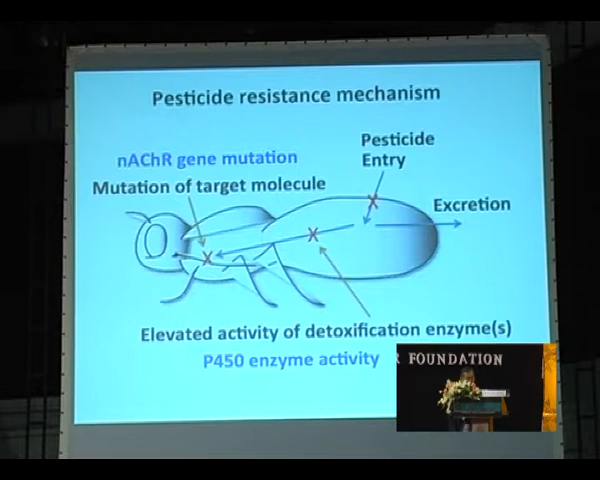 Pesticide resistance mechanism
Pesticide
Entry
nAChR gene mutation
Mutation of target molecule
Excretion
X
X
X
Elevated activity of detoxification enzyme(s)
P450 enzyme activity
R FOUNDATION